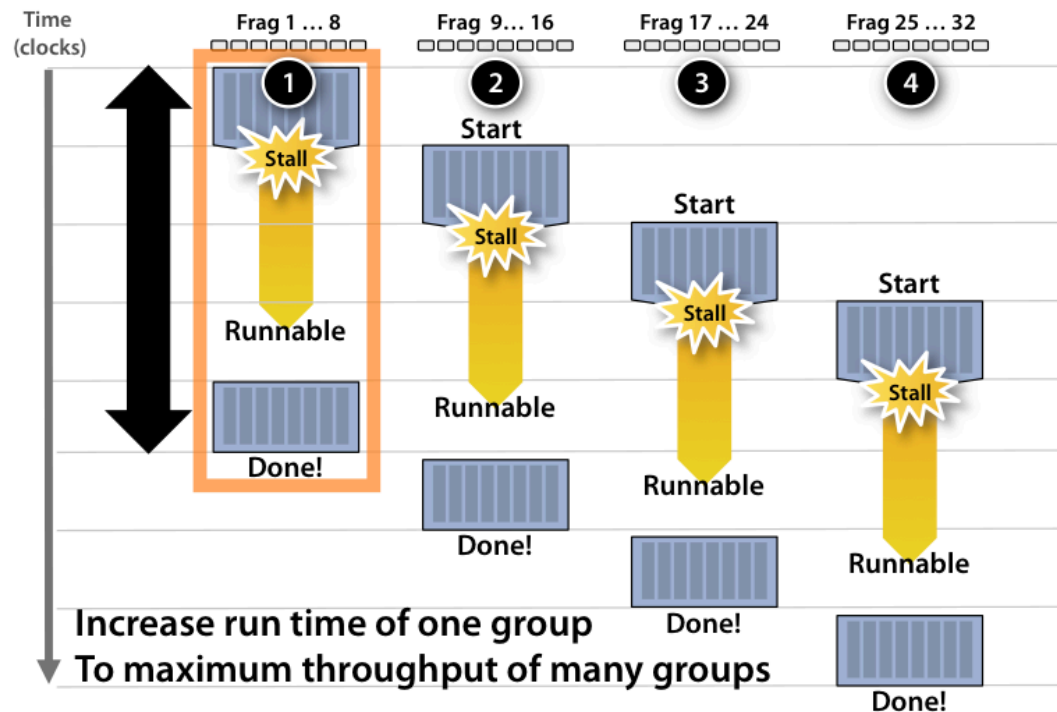 Time
(clocks)
Frag 1 … 8
Frag 9… 16
Frag 17 … 24
Frag 25 … 32
1
2
3
4
Start
Stall
Start
Stall
Start
Stall
Runnable
Stall
Runnable
Done!
Runnable
Done!
Runnable
Done!
Increase run time of one group
To maximum throughput of many groups
Done!